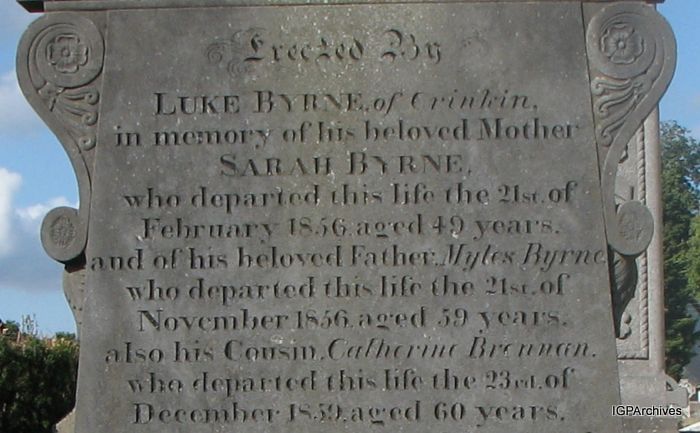 Erected By
LUKE BYRNE, of Crinkin,
in memory of his beloved Mother
SARAH BYRNE,
who departed this life the 21st. of
February 1856, aged 49 years.
and of his beloved Father, Myles Byrne
who departed this life the 21st. of
November 1856, aged 59 years.
also his Cousin, Catherine Brennan,
who departed this life the 23rd. of
December 1859, aged 60 years.
IGPArchives